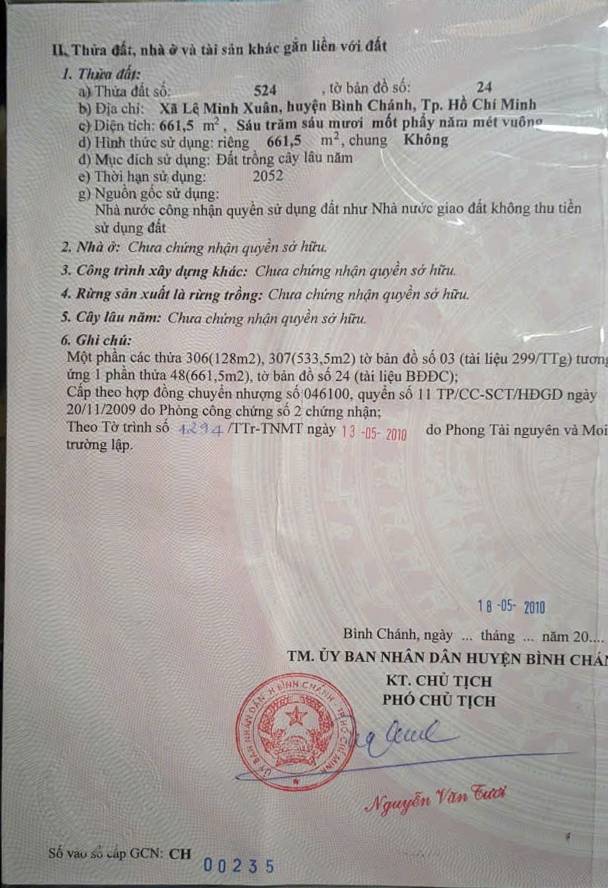 II. Thửa đất, nhà ở và tài sản khác gắn liền với đất
1. Thửa đất:
a) Thửa đất số: 524 , tờ bản đồ số: 24
b) Địa chỉ: Xã Lê Minh Xuân, huyện Bình Chánh, Tp. Hồ Chí Minh
c) Diện tích: 661,5 m², Sáu trăm sáu mươi mốt phẩy năm mét vuông
d) Hình thức sử dụng: riêng 661,5 m², chung Không
đ) Mục đích sử dụng: Đất trồng cây lâu năm
e) Thời hạn sử dụng: 2052
g) Nguồn gốc sử dụng:
Nhà nước công nhận quyền sử dụng đất như Nhà nước giao đất không thu tiền
sử dụng đất
2. Nhà ở: Chưa chứng nhận quyền sở hữu.
3. Công trình xây dựng khác: Chưa chứng nhận quyền sở hữu.
4. Rừng sản xuất là rừng trồng: Chưa chứng nhận quyền sở hữu.
5. Cây lâu năm: Chưa chứng nhận quyền sở hữu.
6. Ghi chú:
Một phần các thửa 306(128m2), 307(533,5m2) tờ bản đồ số 03 (tài liệu 299/TTg) tương
ứng 1 phần thửa 48(661,5m2), tờ bản đồ số 24 (tài liệu BĐĐC);
Cấp theo hợp đồng chuyển nhượng số 046100, quyển số 11 TP/CC-SCT/HĐGD ngày
20/11/2009 do Phòng công chứng số 2 chứng nhận;
Theo Tờ trình số 1294 /TTr-TNMT ngày 13 -05- 2010 do Phòng Tài nguyên và Môi
trường lập.
18 -05- 2010
Bình Chánh, ngày ... tháng ... năm 20....
TM. ỦY BAN NHÂN DÂN HUYỆN BÌNH CHÁN
KT. CHỦ TỊCH
PHÓ CHỦ TỊCH
ỦY BAN NHÂN DÂN H BÌNH CHÁNH TP HỒ CHÍ MINH
Nguyễn Văn Tươi
Số vào sổ cấp GCN: CH 00235